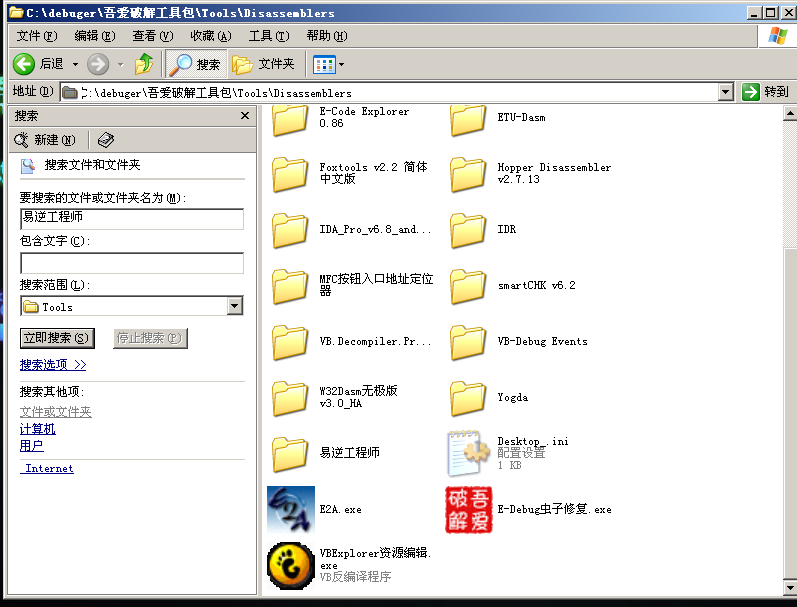 C:\debuger\吾爱破解工具包\Tools\Disassemblers
文件(F) 编辑(E) 查看(V) 收藏(A) 工具(T) 帮助(H)
后退 搜索 文件夹
地址(D) C:\debuger\吾爱破解工具包\Tools\Disassemblers 转到
搜索
新建(N)
搜索文件和文件夹
要搜索的文件或文件夹名为(M):
易逆工程师
包含文字(C):
搜索范围(L):
Tools
立即搜索(S) 停止搜索(P)
搜索选项 >>
搜索其他项:
文件或文件夹
计算机
用户
Internet
E-Code Explorer
0.86
ETU-Dasm
Foxtools v2.2 简体
中文版
Hopper Disassembler
v2.7.13
IDA_Pro_v6.8_and...
IDR
MFC按钮入口地址定位
器
smartCHK v6.2
VB.Decompiler.Pr...
VB-Debug Events
W32Dasm无极版
v3.0_HA
Yogda
易逆工程师
Desktop_.ini
配置设置
1 KB
E2A
E2A.exe
破解
吾爱
E-Debug虫子修复.exe
VBExplorer资源编辑.
exe
VB反编译程序